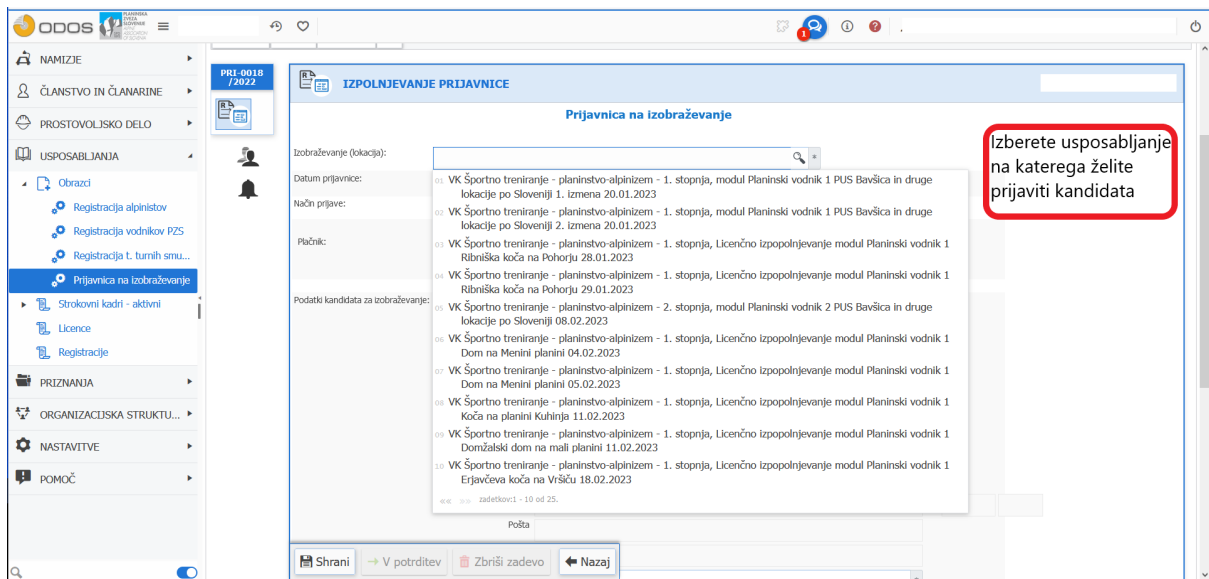 ODOS
PLANINSKA
ZVEZA
SLOVENIJE
ALPINE
ASSOCIATION
OF SLOVENIA
1
NAMIZJE
ČLANSTVO IN ČLANARINE
PROSTOVOLJSKO DELO
USPOSABLJANJA
Obrazci
Registracija alpinistov
Registracija vodnikov PZS
Registracija t. turnih smu...
Prijavnica na izobraževanje
Strokovni kadri - aktivni
Licence
Registracije
PRIZNANJA
ORGANIZACIJSKA STRUKTU...
NASTAVITVE
POMOČ
PRI-0018
/2022
IZPOLNJEVANJE PRIJAVNICE
Prijavnica na izobraževanje
Izobraževanje (lokacija):
Datum prijavnice:
Način prijave:
Plačnik:
Podatki kandidata za izobraževanje:
01 VK Športno treniranje - planinstvo-alpinizem - 1. stopnja, modul Planinski vodnik 1 PUS Bavšica in druge
lokacije po Sloveniji 1. izmena 20.01.2023
02 VK Športno treniranje - planinstvo-alpinizem - 1. stopnja, modul Planinski vodnik 1 PUS Bavšica in druge
lokacije po Sloveniji 2. izmena 20.01.2023
03 VK Športno treniranje - planinstvo-alpinizem - 1. stopnja, Licenčno izpopolnjevanje modul Planinski vodnik 1
Ribniška koča na Pohorju 28.01.2023
04 VK Športno treniranje - planinstvo-alpinizem - 1. stopnja, Licenčno izpopolnjevanje modul Planinski vodnik 1
Ribniška koča na Pohorju 29.01.2023
05 VK Športno treniranje - planinstvo-alpinizem - 2. stopnja, modul Planinski vodnik 2 PUS Bavšica in druge
lokacije po Sloveniji 08.02.2023
06 VK Športno treniranje - planinstvo-alpinizem - 1. stopnja, Licenčno izpopolnjevanje modul Planinski vodnik 1
Dom na Menini planini 04.02.2023
07 VK Športno treniranje - planinstvo-alpinizem - 1. stopnja, Licenčno izpopolnjevanje modul Planinski vodnik 1
Dom na Menini planini 05.02.2023
08 VK Športno treniranje - planinstvo-alpinizem - 1. stopnja, Licenčno izpopolnjevanje modul Planinski vodnik 1
Koča na planini Kuhinja 11.02.2023
09 VK Športno treniranje - planinstvo-alpinizem - 1. stopnja, Licenčno izpopolnjevanje modul Planinski vodnik 1
Domžalski dom na mali planini 11.02.2023
10 VK Športno treniranje - planinstvo-alpinizem - 1. stopnja, Licenčno izpopolnjevanje modul Planinski vodnik 1
Erjavčeva koča na Vršiču 18.02.2023
«« »» zadetkov:1 - 10 od 25.
Pošta
Shrani → V potrditev Zbriši zadevo Nazaj
Izberete usposabljanje
na katerega želite
prijaviti kandidata